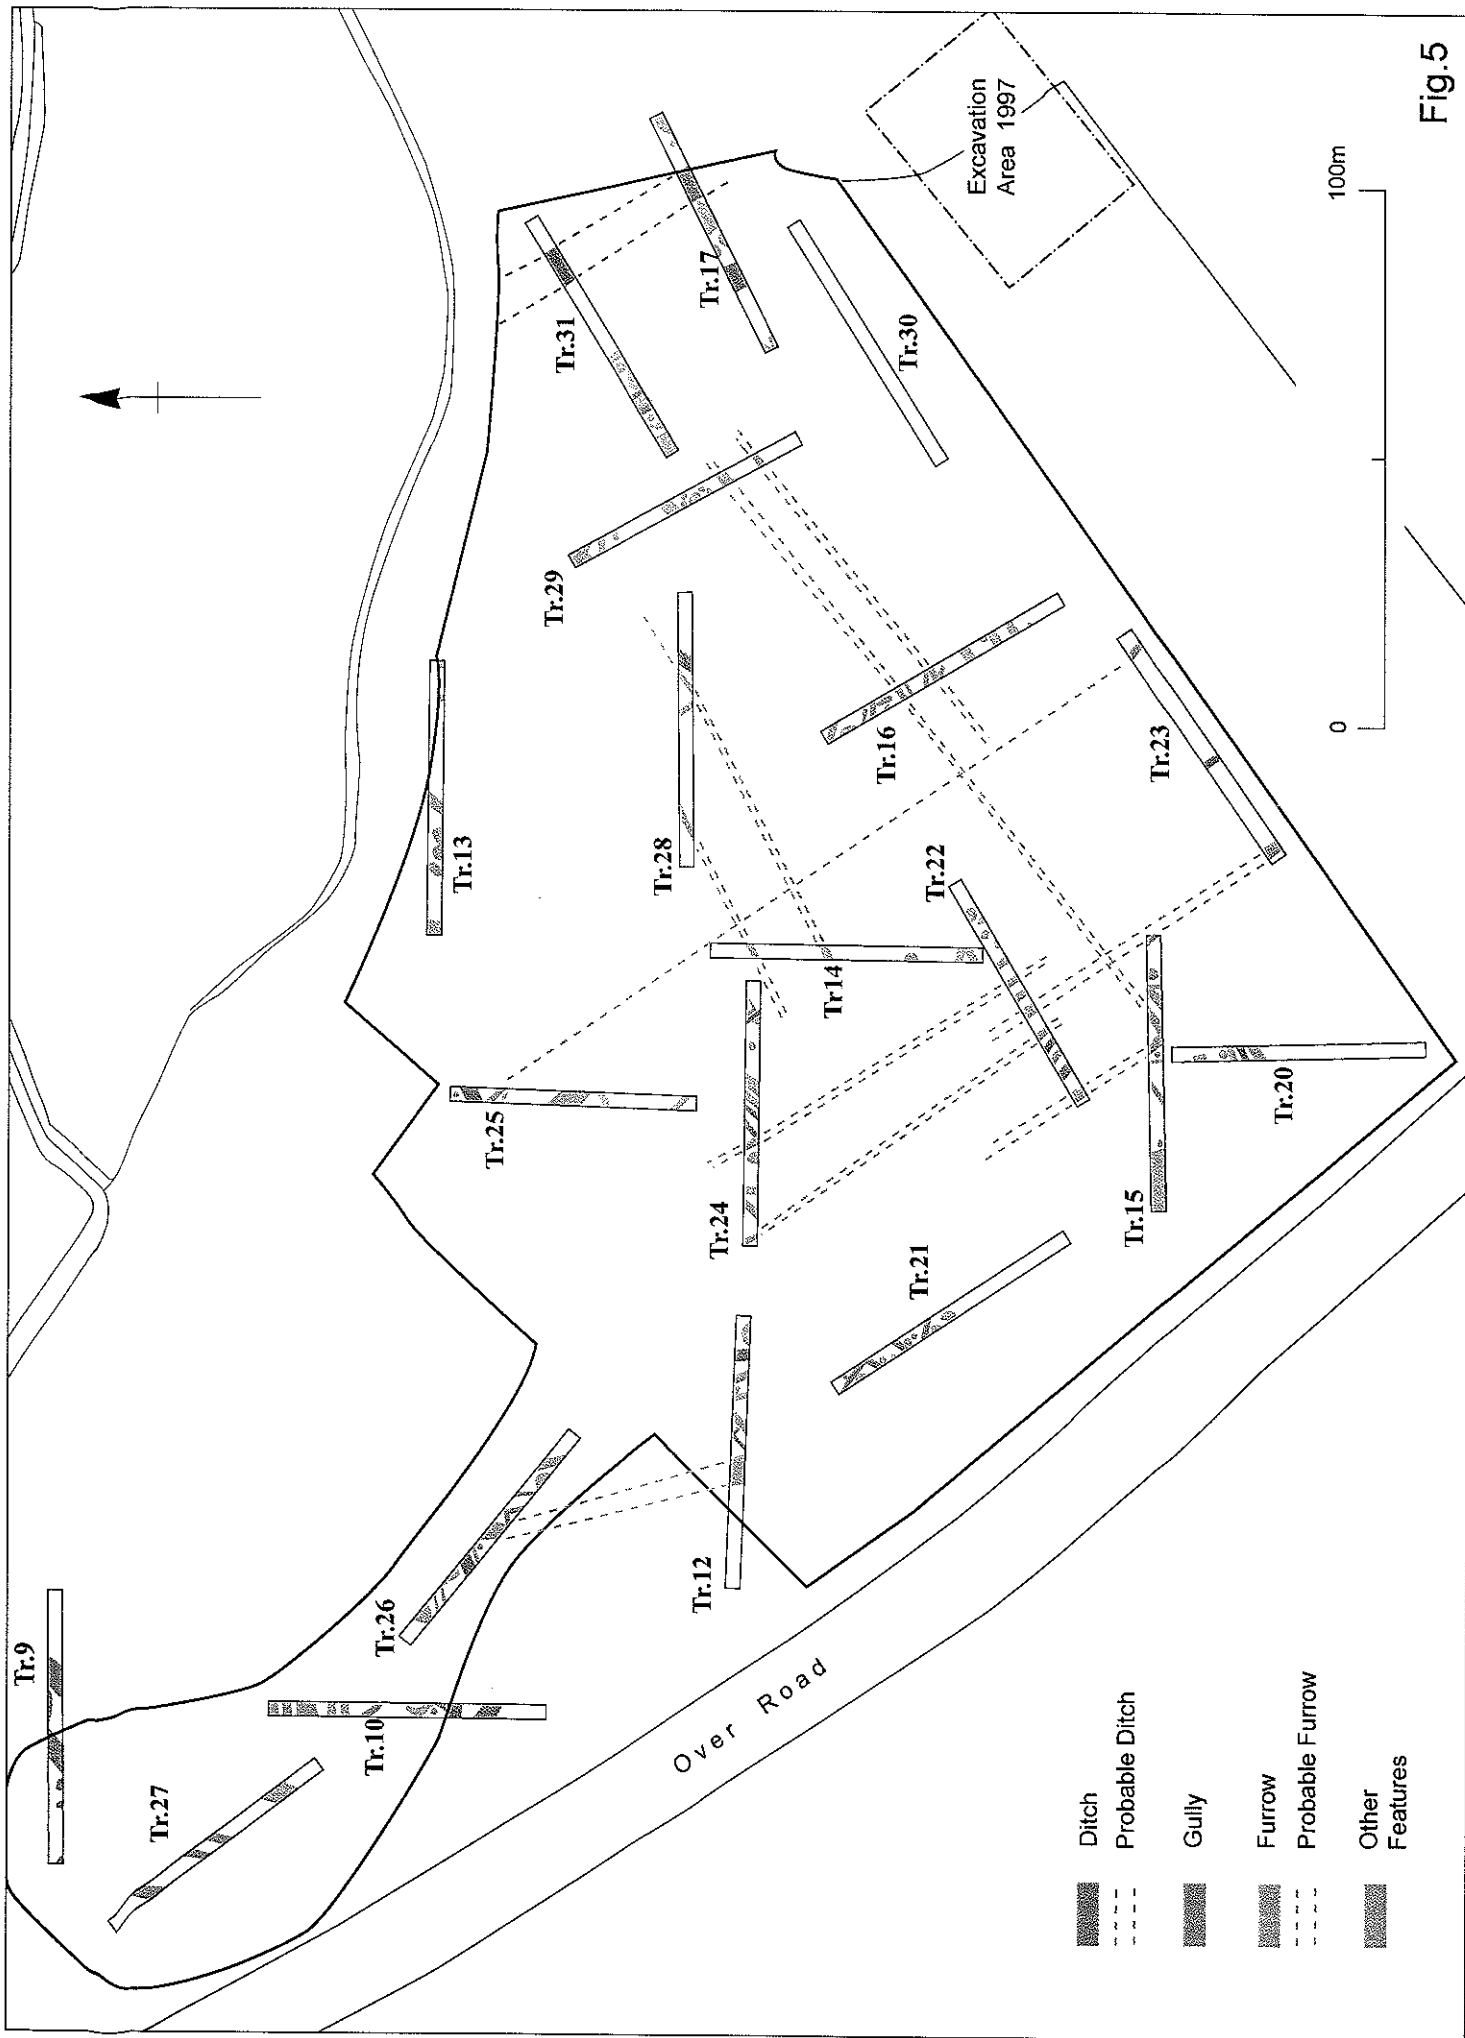 Tr.9
Tr.27
Tr.10
Tr.26
Tr.12
Tr.25
Tr.13
Tr.24
Tr.28
Tr14
Tr.21
Tr.22
Tr.15
Tr.20
Tr.29
Tr.31
Tr.17
Tr.30
Tr.16
Tr.23
Over Road
Excavation
Area 1997
Ditch
Probable Ditch
Gully
Furrow
Probable Furrow
Other
Features
0
100m
Fig.5